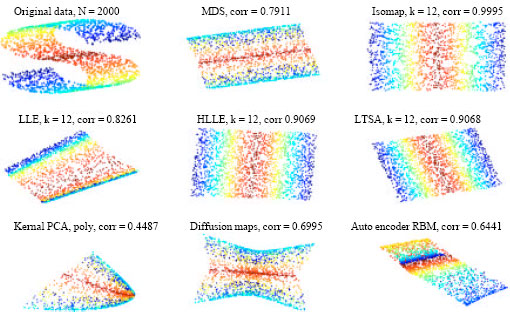 Original data, N = 2000
MDS, corr = 0.7911
Isomap, k = 12, corr = 0.9995
LLE, k = 12, corr = 0.8261
HLLE, k = 12, corr 0.9069
LTSA, k = 12, corr = 0.9068
Kernal PCA, poly, corr = 0.4487
Diffusion maps, corr = 0.6995
Auto encoder RBM, corr = 0.6441